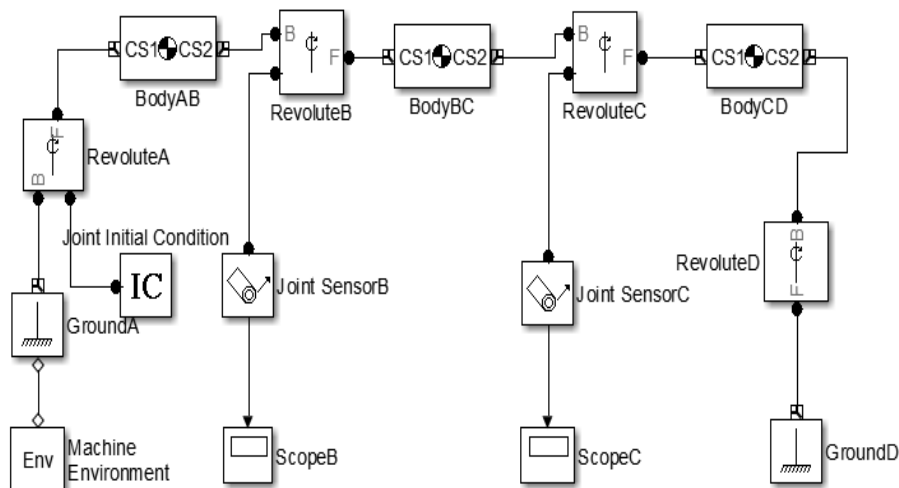 CS1 CS2
BodyAB
B
F
RevoluteB
CS1 CS2
BodyBC
B
F
RevoluteC
CS1 CS2
BodyCD
F
B
RevoluteA
Joint Initial Condition
IC
GroundA
Env
Machine
Environment
Joint SensorB
ScopeB
Joint SensorC
ScopeC
B
F
RevoluteD
GroundD